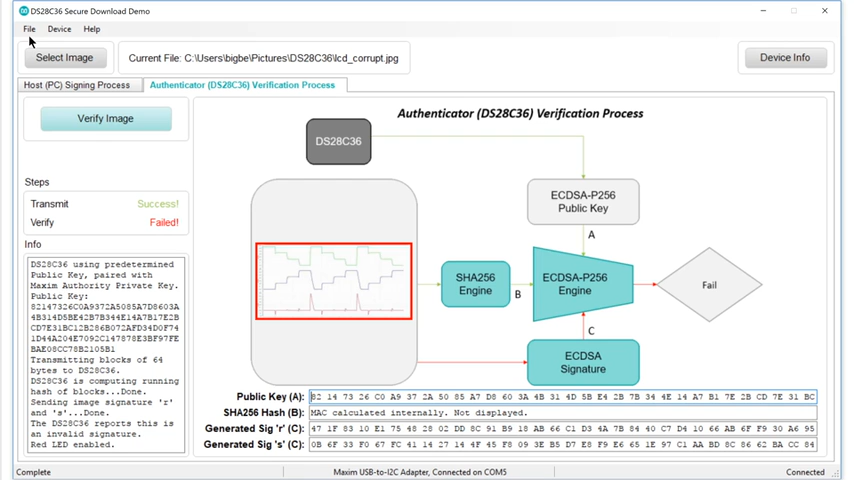 DS28C36 Secure Download Demo
File Device Help
Select Image
Current File: C:\Users\bigbe\Pictures\DS28C36\lcd_corrupt.jpg
Device Info
Host (PC) Signing Process
Authenticator (DS28C36) Verification Process
Verify Image
Steps
Transmit Success!
Verify Failed!
Info
DS28C36 using predetermined
Public Key, paired with
Maxim Authority Private Key.
Public Key:
82147326C0A9372A5085A7D8603A
4B314D5BE42B7B344E14A7B17E2B
CD7E31BC12B286B072AFD34D0F74
1D44A204E7092C147878E3BF97FE
BAE08CC78B2105B1
Transmitting blocks of 64
bytes to DS28C36.
DS28C36 is computing running
hash of blocks...Done.
Sending image signature 'r'
and 's'...Done.
The DS28C36 reports this is
an invalid signature.
Red LED enabled.
Authenticator (DS28C36) Verification Process
DS28C36
ECDSA-P256
Public Key
A
SHA256
Engine
B
ECDSA-P256
Engine
Fail
C
ECDSA
Signature
Public Key (A): 82 14 73 26 C0 A9 37 2A 50 85 A7 D8 60 3A 4B 31 4D 5B E4 2B 7B 34 4E 14 A7 B1 7E 2B CD 7E 31 BC
SHA256 Hash (B): MAC calculated internally. Not displayed.
Generated Sig 'r' (C): 47 1F 83 10 E1 75 48 28 02 DD 8C 91 B9 18 AB 66 C1 D3 4A 7B 84 40 C7 D4 10 66 AB 6F F9 30 A6 95
Generated Sig 's' (C): 0B 6F 33 F0 67 FC 41 14 27 14 4F 45 F8 09 3E B5 D7 E8 F9 E6 65 1E 97 C1 AA BD 8C 86 62 BA CC 84
Complete
Maxim USB-to-I2C Adapter, Connected on COM5
Connected